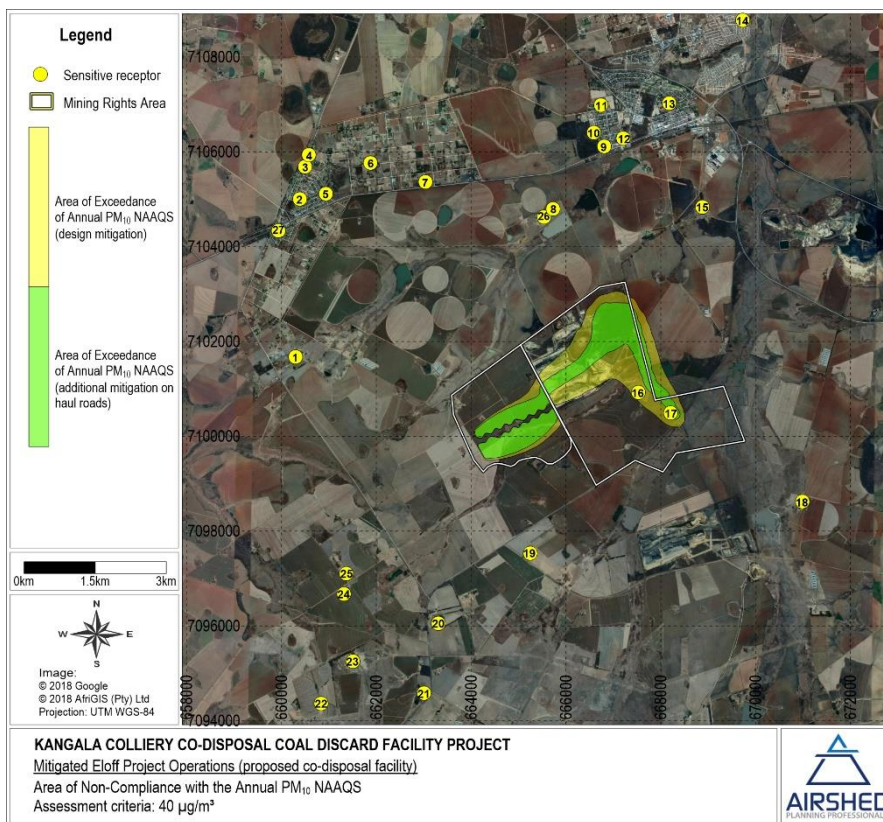 Legend
Sensitive receptor
Mining Rights Area
Area of Exceedance
of Annual PM₁₀ NAAQS
(design mitigation)
Area of Exceedance
of Annual PM₁₀ NAAQS
(additional mitigation on
haul roads)
0km 1.5km 3km
N
W E
S
Image:
© 2018 Google
© 2018 AfriGIS (Pty) Ltd
Projection: UTM WGS-84
14
7108000
11
13
10
12
9
7106000
4
3
6
7
5
2
15
8
26
27
7104000
7102000
1
16
17
7100000
18
7098000
19
25
24
7096000
20
23
21
22
7094000
658000
660000
662000
664000
666000
668000
670000
672000
KANGALA COLLIERY CO-DISPOSAL COAL DISCARD FACILITY PROJECT
Mitigated Eloff Project Operations (proposed co-disposal facility)
Area of Non-Compliance with the Annual PM₁₀ NAAQS
Assessment criteria: 40 µg/m³
AIRSHED
PLANNING PROFESSIONALS